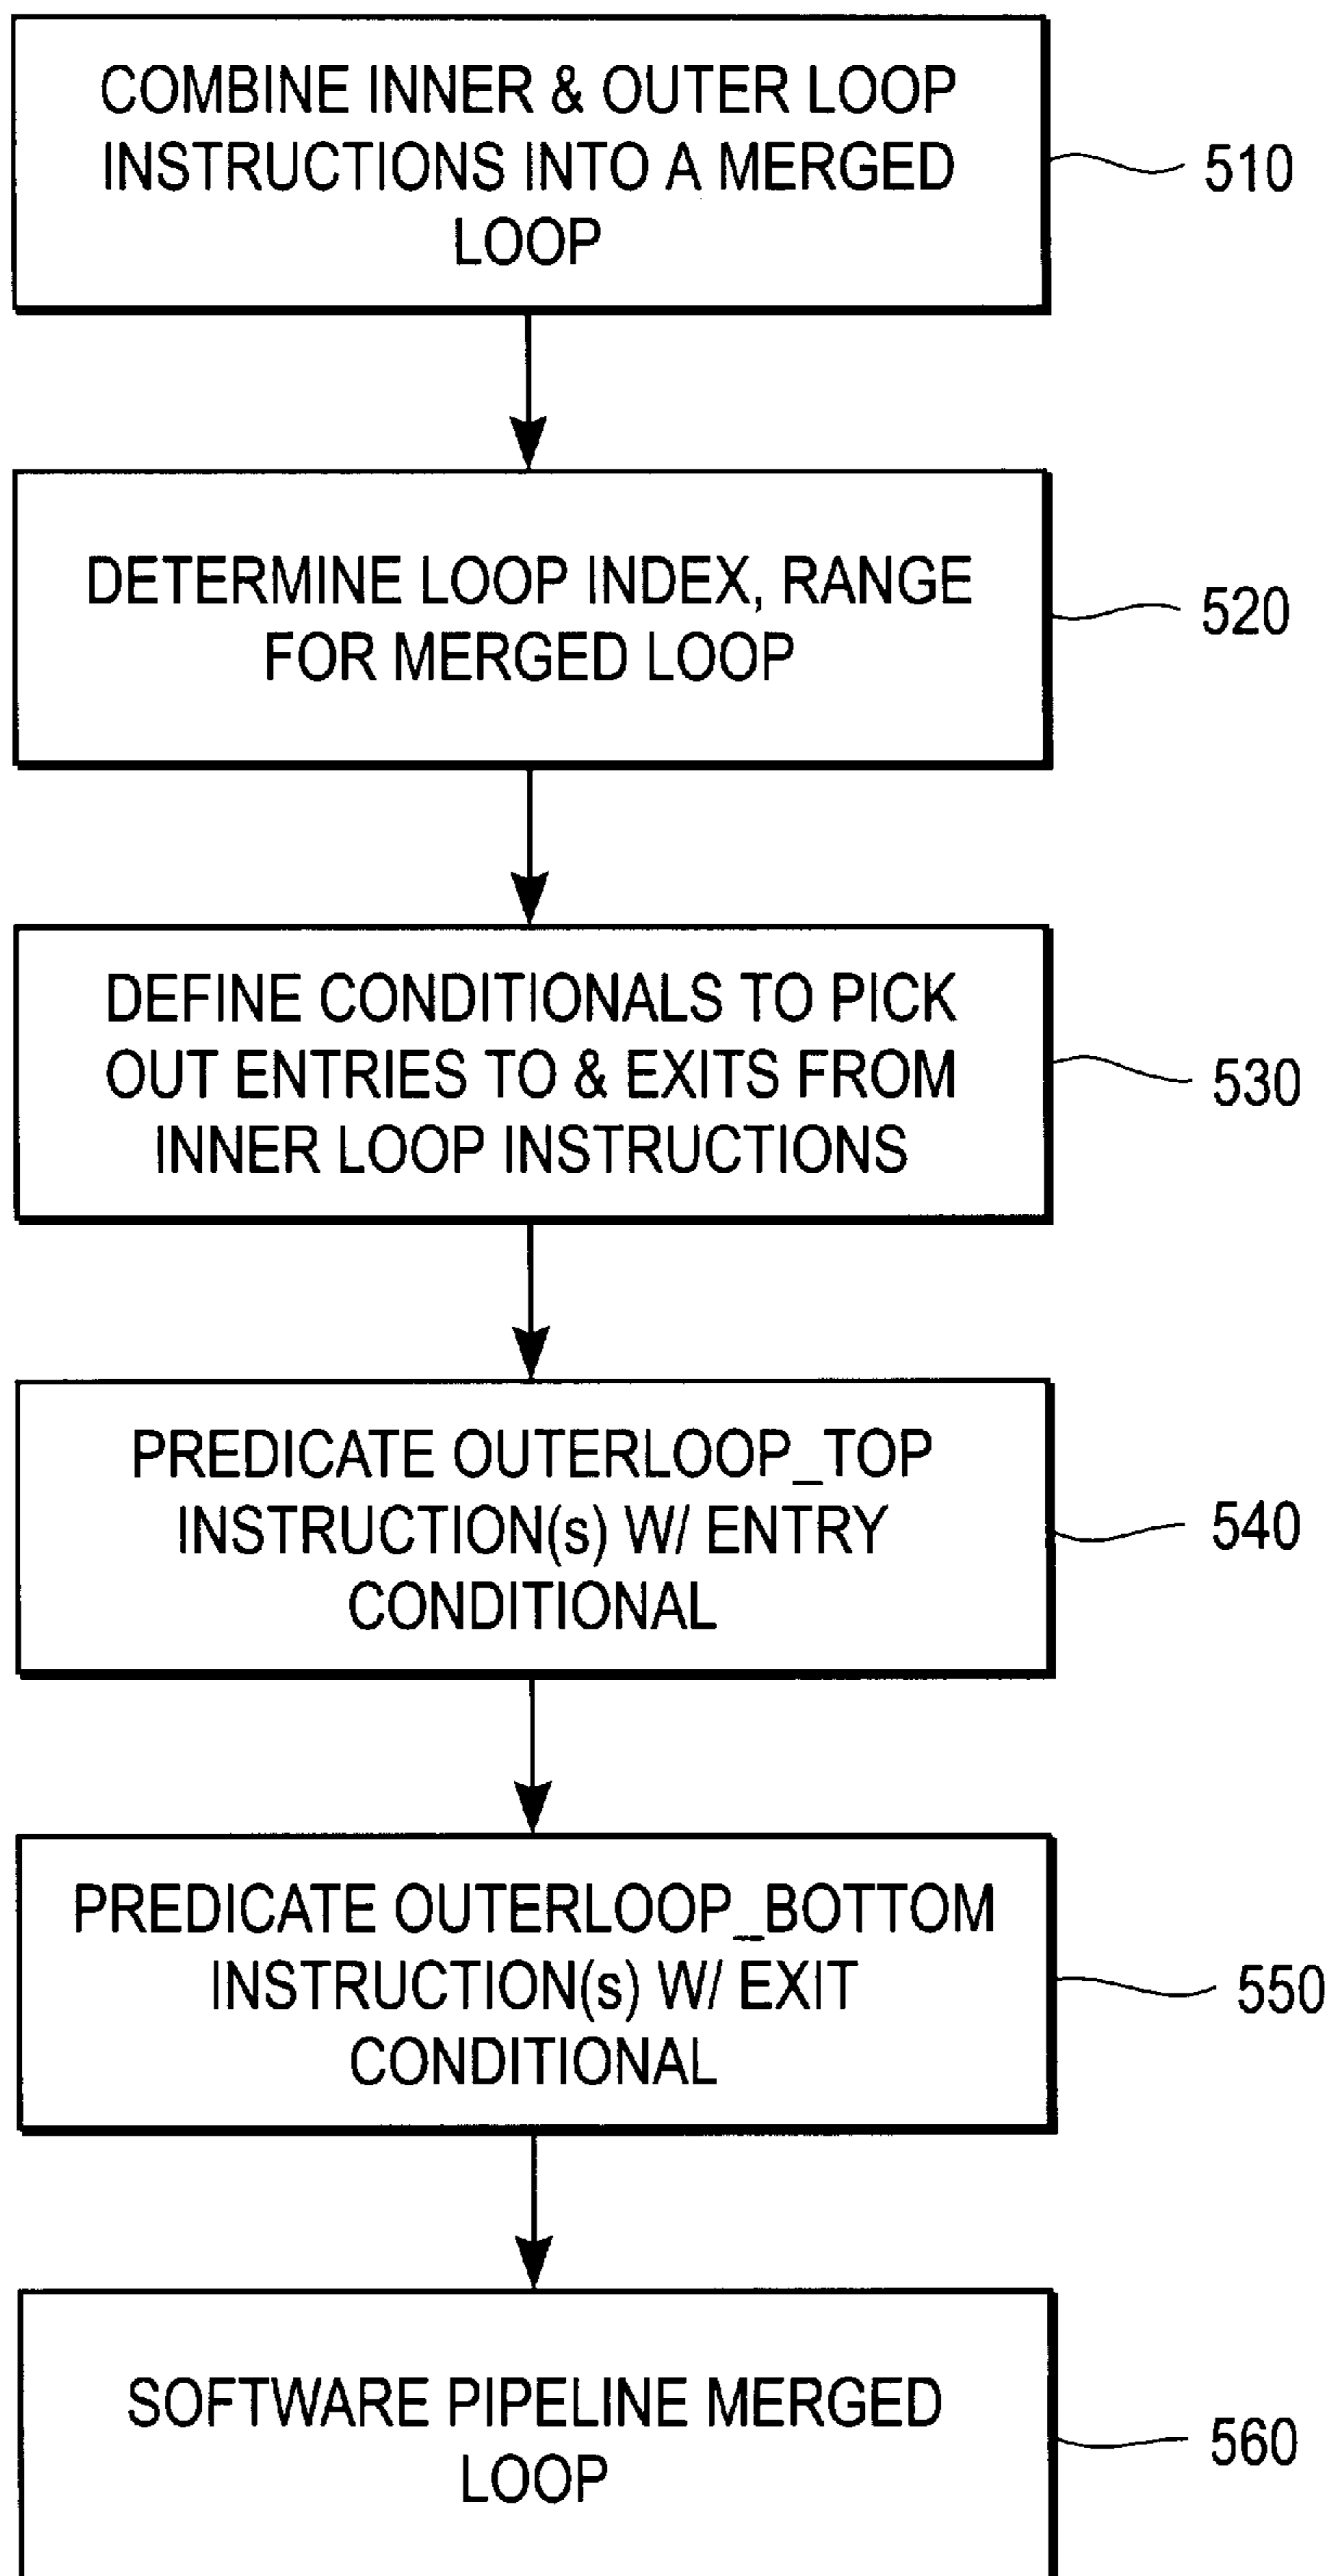 COMBINE INNER & OUTER LOOP
INSTRUCTIONS INTO A MERGED
LOOP
510
DETERMINE LOOP INDEX, RANGE
FOR MERGED LOOP
520
DEFINE CONDITIONALS TO PICK
OUT ENTRIES TO & EXITS FROM
INNER LOOP INSTRUCTIONS
530
PREDICATE OUTERLOOP_TOP
INSTRUCTION(s) W/ ENTRY
CONDITIONAL
540
PREDICATE OUTERLOOP_BOTTOM
INSTRUCTION(s) W/ EXIT
CONDITIONAL
550
SOFTWARE PIPELINE MERGED
LOOP
560